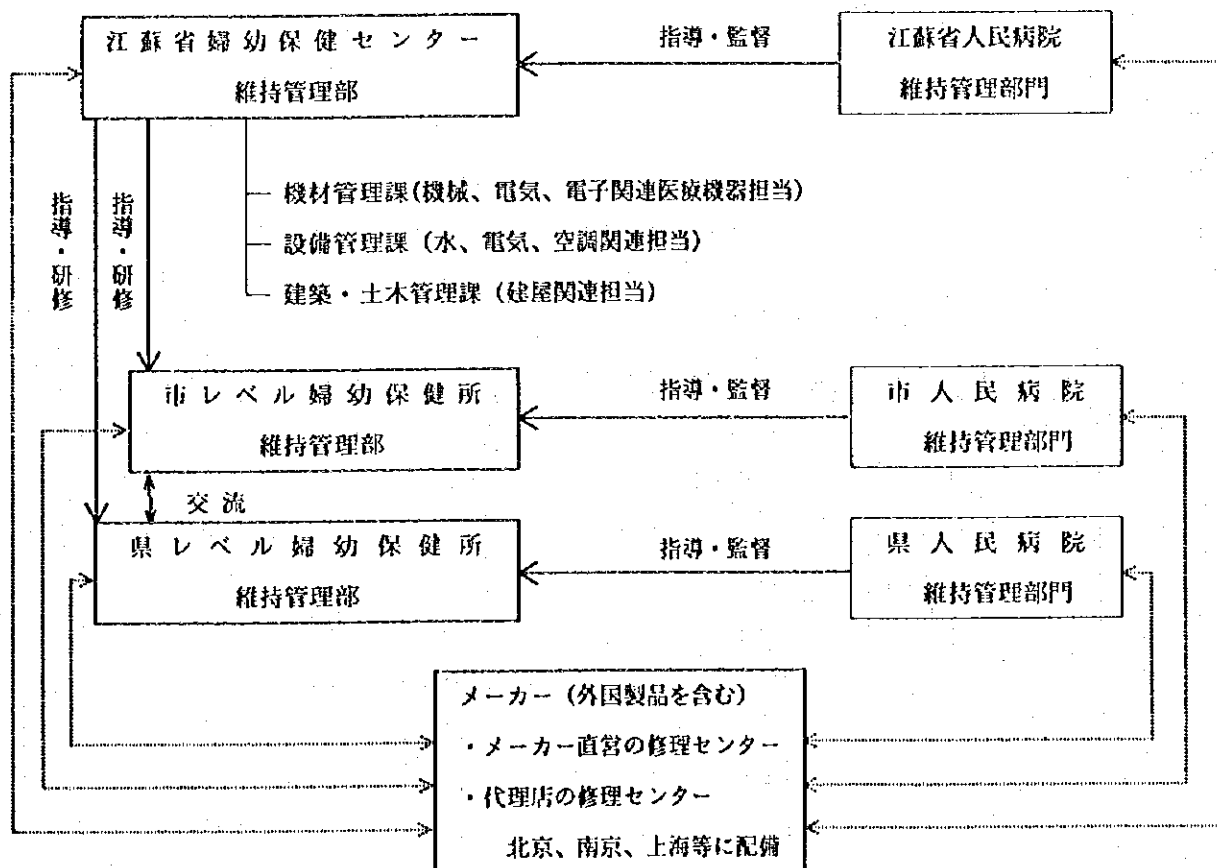 江蘇省婦幼保健センター
維持管理部
指導・監督
江蘇省人民病院
維持管理部門
指導・研修
指導・研修
機材管理課(機械、電気、電子関連医療機器担当)
設備管理課(水、電気、空調関連担当)
建築・土木管理課(建屋関連担当)
市レベル婦幼保健所
維持管理部
指導・監督
市人民病院
維持管理部門
交流
県レベル婦幼保健所
維持管理部
指導・監督
県人民病院
維持管理部門
メーカー(外国製品を含む)
・メーカー直営の修理センター
・代理店の修理センター
北京、南京、上海等に配備